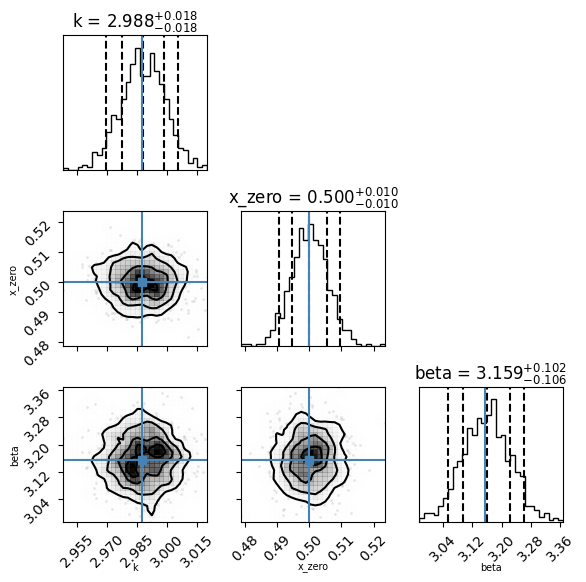 k = 2.988+0.018−0.018
x_zero = 0.500+0.010−0.010
beta = 3.159+0.102−0.106
x_zero
0.52
0.51
0.50
0.49
0.48
beta
3.36
3.28
3.20
3.12
3.04
2.955 2.970 2.985 3.000 3.015
k
0.48 0.49 0.50 0.51 0.52
x_zero
3.04 3.12 3.20 3.28 3.36
beta